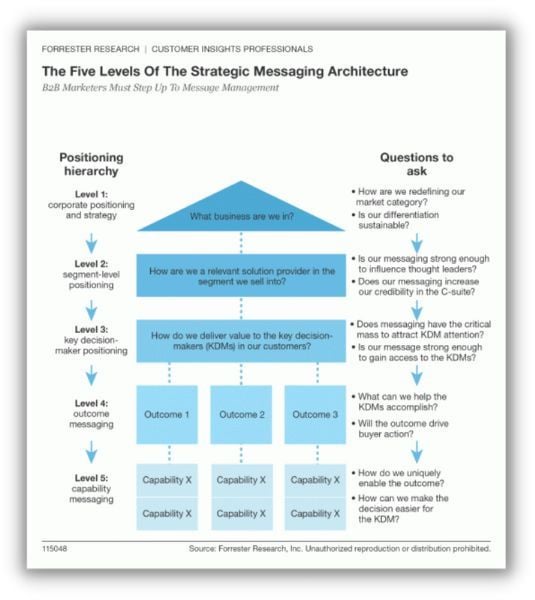 FORRESTER RESEARCH | CUSTOMER INSIGHTS PROFESSIONALS
The Five Levels Of The Strategic Messaging Architecture
B2B Marketers Must Step Up To Message Management
Positioning
hierarchy
Questions to
ask
Level 1:
corporate positioning
and strategy
What business are we in?
• How are we redefining our
market category?
• Is our differentiation
sustainable?
Level 2:
segment-level
positioning
How are we a relevant solution provider in the
segment we sell into?
• Is our messaging strong enough
to influence thought leaders?
• Does our messaging increase
our credibility in the C-suite?
Level 3:
key decision-
maker positioning
How do we deliver value to the key decision-
makers (KDMs) in our customers?
• Does messaging have the critical
mass to attract KDM attention?
• Is our message strong enough
to gain access to the KDMs?
Level 4:
outcome
messaging
Outcome 1
Outcome 2
Outcome 3
• What can we help the
KDMs accomplish?
• Will the outcome drive
buyer action?
Level 5:
capability
messaging
Capability X
Capability X
Capability X
Capability X
Capability X
Capability X
• How do we uniquely
enable the outcome?
• How can we make the
decision easier for
the KDM?
115048
Source: Forrester Research, Inc. Unauthorized reproduction or distribution prohibited.